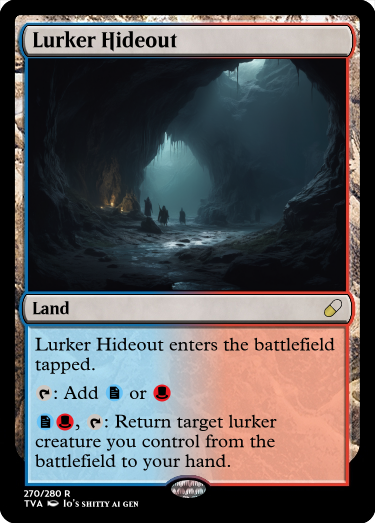 Lurker Hideout
Land
Lurker Hideout enters the battlefield
tapped.
: Add or
, : Return target lurker
creature you control from the
battlefield to your hand.
270/280 R
TVA Io's shitty ai gen